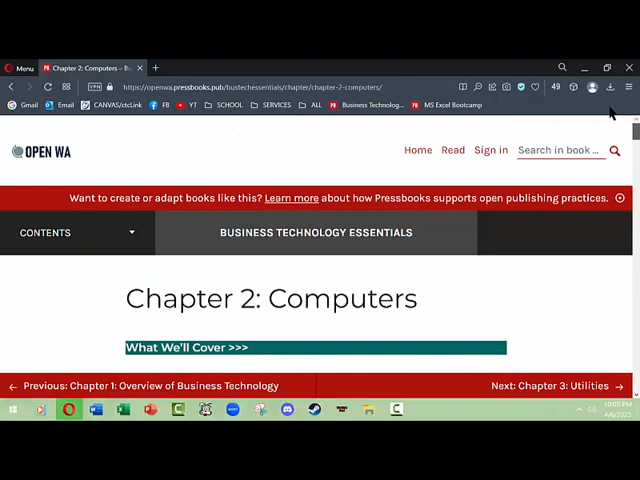 Menu
Chapter 2: Computers – B
https://openwa.pressbooks.pub/bustechessentials/chapter/chapter-2-computers/
VPN
49
Gmail
Email
CANVAS/ctcLink
FB
YT
SCHOOL
SERVICES
ALL
Business Technolog...
MS Excel Bootcamp
OPEN WA
Home
Read
Sign in
Search in book ...
Want to create or adapt books like this? Learn more about how Pressbooks supports open publishing practices.
CONTENTS
BUSINESS TECHNOLOGY ESSENTIALS
Chapter 2: Computers
What We'll Cover >>>
← Previous: Chapter 1: Overview of Business Technology
Next: Chapter 3: Utilities →
10:05 PM
4/6/2025